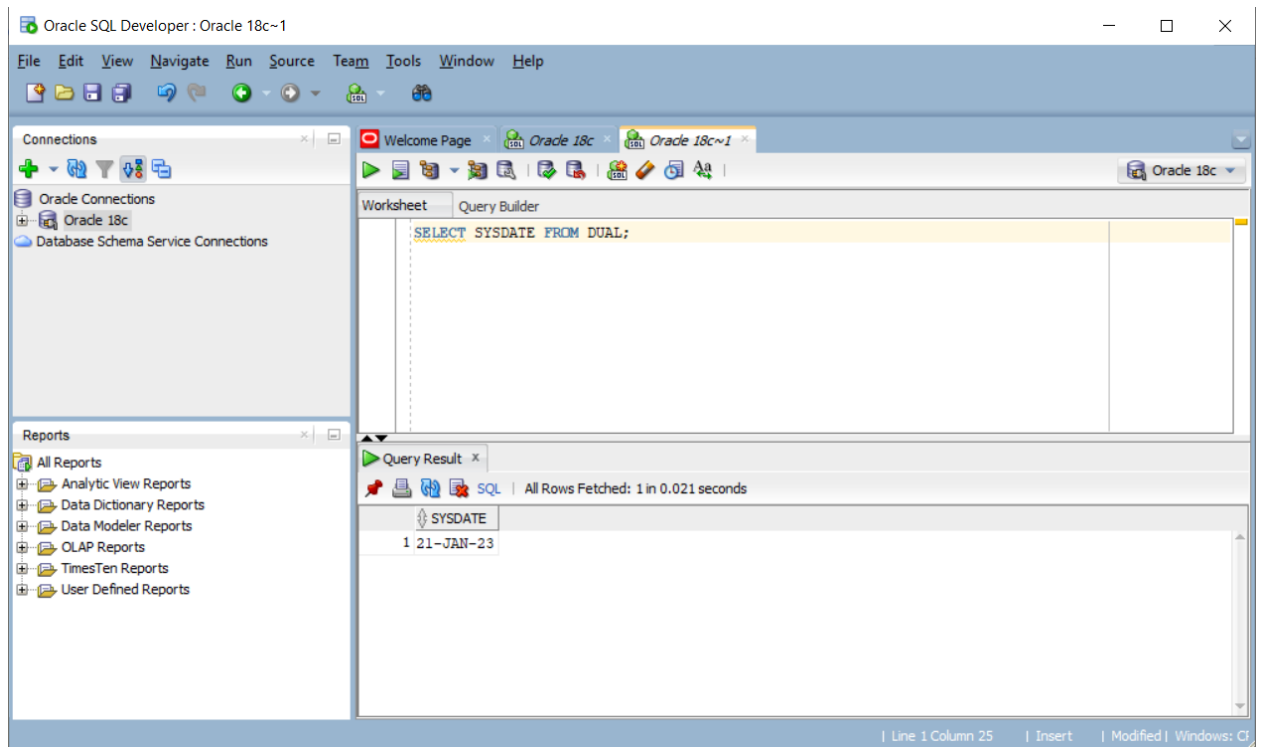 Oracle SQL Developer : Oracle 18c~1
File Edit View Navigate Run Source Team Tools Window Help
Connections
Oracle Connections
Oracle 18c
Database Schema Service Connections
Reports
All Reports
Analytic View Reports
Data Dictionary Reports
Data Modeler Reports
OLAP Reports
TimesTen Reports
User Defined Reports
Welcome Page Oracle 18c Oracle 18c~1
Oracle 18c
Worksheet Query Builder
SELECT SYSDATE FROM DUAL;
Query Result
SQL | All Rows Fetched: 1 in 0.021 seconds
SYSDATE
1 21-JAN-23
| Line 1 Column 25 | Insert | Modified | Windows: